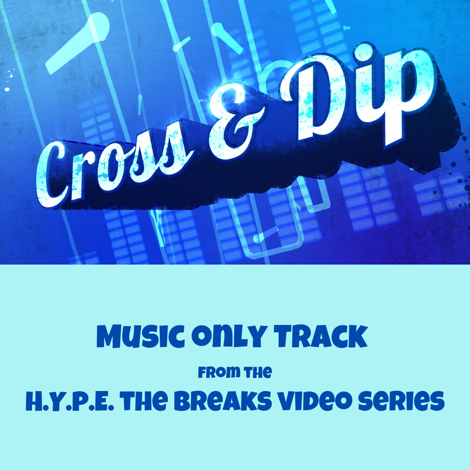 Cross & Dip
Music Only Track
from the
H.Y.P.E. The Breaks Video Series